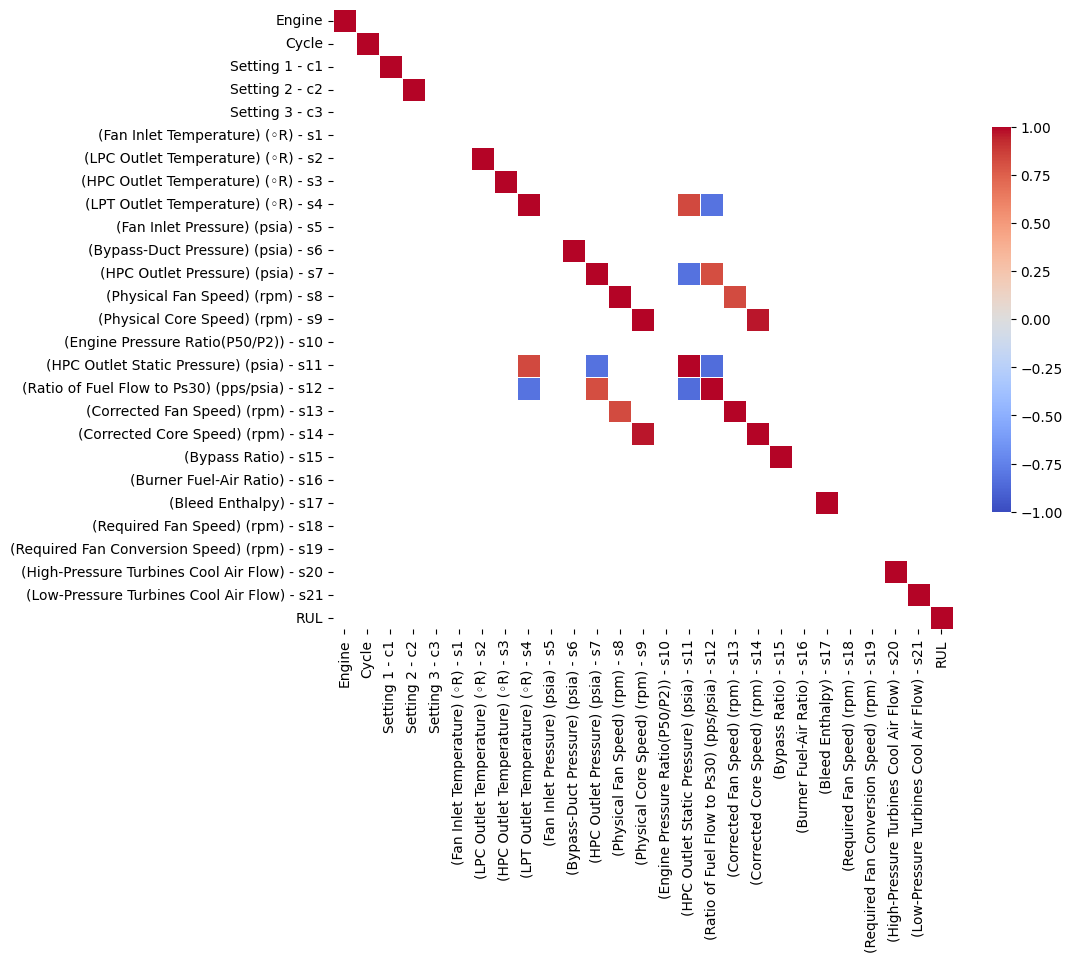 Engine
Cycle
Setting 1 - c1
Setting 2 - c2
Setting 3 - c3
(Fan Inlet Temperature) (◦R) - s1
(LPC Outlet Temperature) (◦R) - s2
(HPC Outlet Temperature) (◦R) - s3
(LPT Outlet Temperature) (◦R) - s4
(Fan Inlet Pressure) (psia) - s5
(Bypass-Duct Pressure) (psia) - s6
(HPC Outlet Pressure) (psia) - s7
(Physical Fan Speed) (rpm) - s8
(Physical Core Speed) (rpm) - s9
(Engine Pressure Ratio(P50/P2)) - s10
(HPC Outlet Static Pressure) (psia) - s11
(Ratio of Fuel Flow to Ps30) (pps/psia) - s12
(Corrected Fan Speed) (rpm) - s13
(Corrected Core Speed) (rpm) - s14
(Bypass Ratio) - s15
(Burner Fuel-Air Ratio) - s16
(Bleed Enthalpy) - s17
(Required Fan Speed) (rpm) - s18
(Required Fan Conversion Speed) (rpm) - s19
(High-Pressure Turbines Cool Air Flow) - s20
(Low-Pressure Turbines Cool Air Flow) - s21
RUL
Engine
Cycle
Setting 1 - c1
Setting 2 - c2
Setting 3 - c3
(Fan Inlet Temperature) (◦R) - s1
(LPC Outlet Temperature) (◦R) - s2
(HPC Outlet Temperature) (◦R) - s3
(LPT Outlet Temperature) (◦R) - s4
(Fan Inlet Pressure) (psia) - s5
(Bypass-Duct Pressure) (psia) - s6
(HPC Outlet Pressure) (psia) - s7
(Physical Fan Speed) (rpm) - s8
(Physical Core Speed) (rpm) - s9
(Engine Pressure Ratio(P50/P2)) - s10
(HPC Outlet Static Pressure) (psia) - s11
(Ratio of Fuel Flow to Ps30) (pps/psia) - s12
(Corrected Fan Speed) (rpm) - s13
(Corrected Core Speed) (rpm) - s14
(Bypass Ratio) - s15
(Burner Fuel-Air Ratio) - s16
(Bleed Enthalpy) - s17
(Required Fan Speed) (rpm) - s18
(Required Fan Conversion Speed) (rpm) - s19
(High-Pressure Turbines Cool Air Flow) - s20
(Low-Pressure Turbines Cool Air Flow) - s21
RUL
1.00
0.75
0.50
0.25
0.00
−0.25
−0.50
−0.75
−1.00